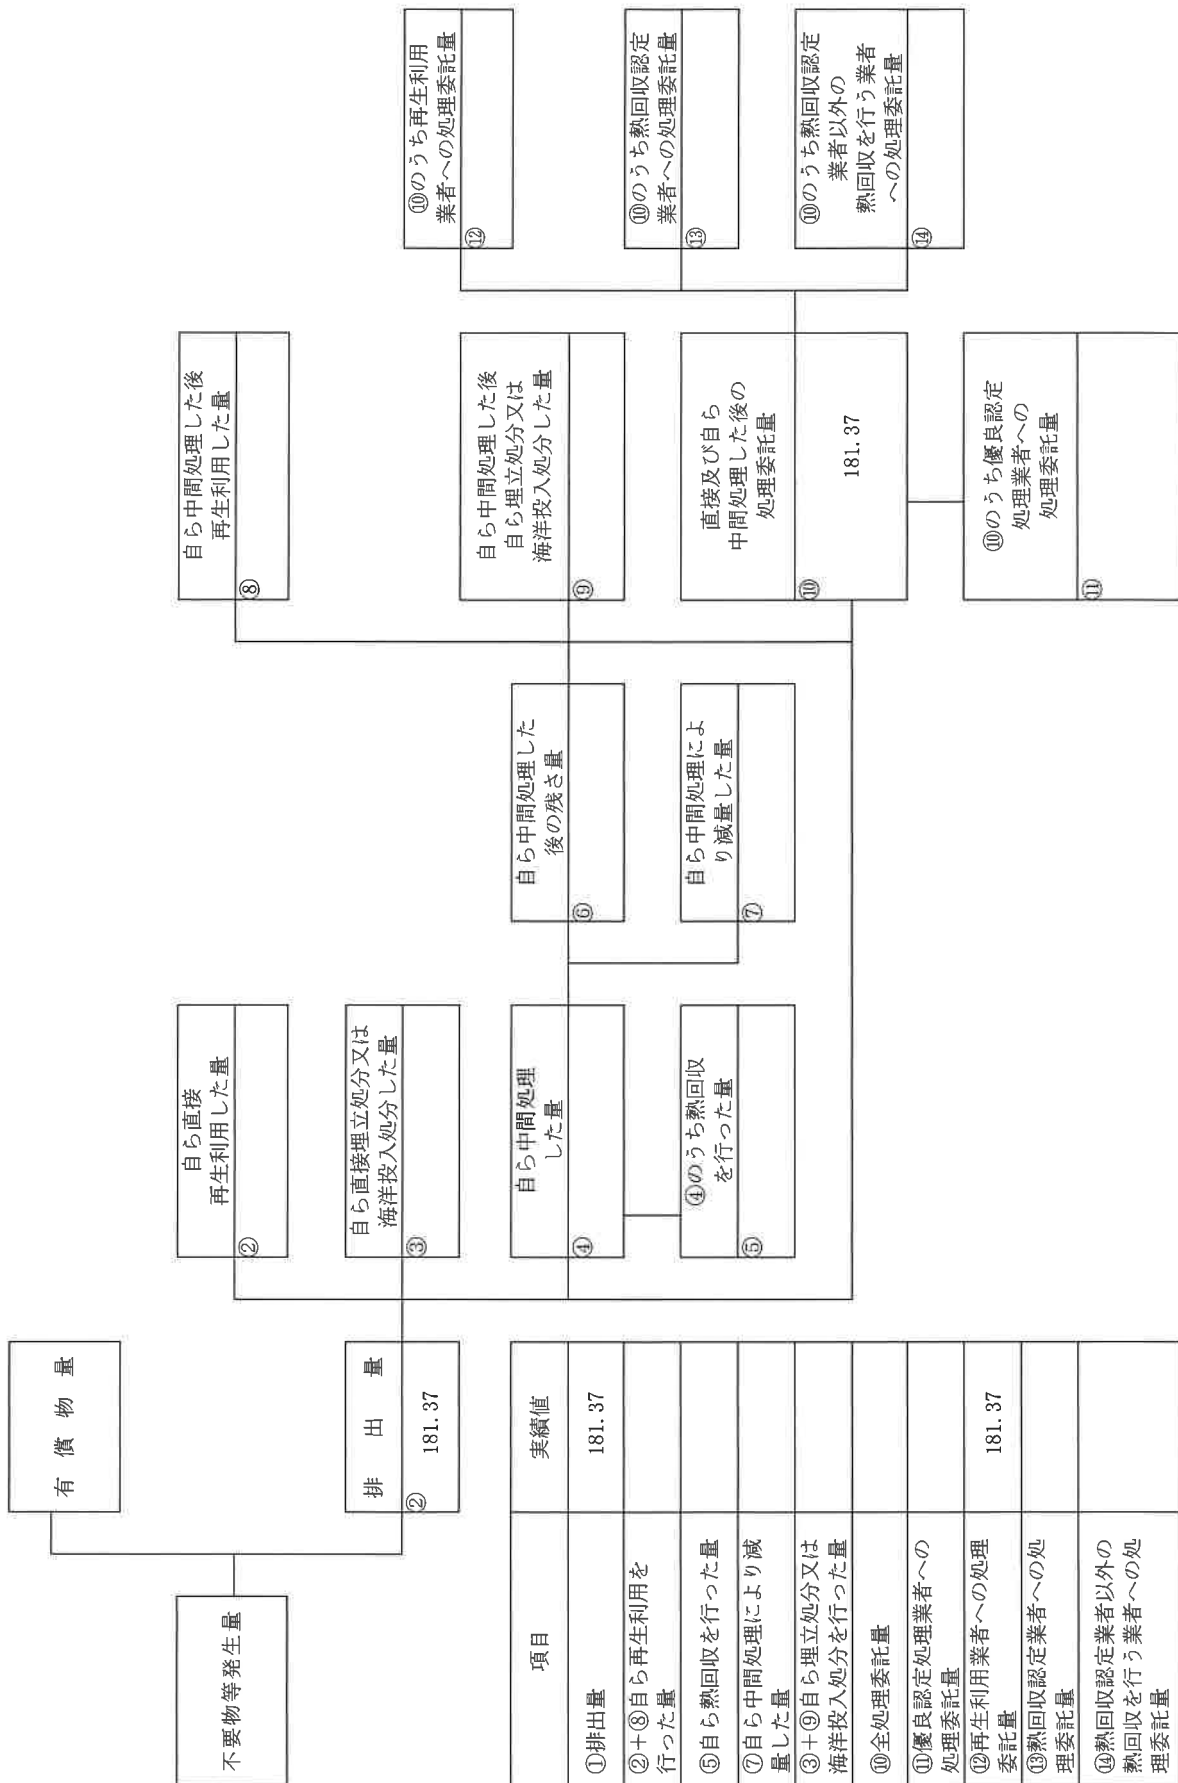 不要物等発生量
有償物量
排出量
②
181.37
自ら直接
再生利用した量
②
自ら直接埋立処分又は
海洋投入処分した量
③
自ら中間処理
した量
④
④のうち熱回収
を行った量
⑤
自ら中間処理した
後の残さ量
⑥
自ら中間処理によ
り減量した量
⑦
自ら中間処理した後
再生利用した量
⑧
自ら中間処理した後
自ら埋立処分又は
海洋投入処分した量
⑨
直接及び自ら
中間処理した後の
処理委託量
⑩
181.37
⑩のうち優良認定
処理業者への
処理委託量
⑪
⑩のうち再生利用
業者への処理委託量
⑫
⑩のうち熱回収認定
業者への処理委託量
⑬
⑩のうち熱回収認定
業者以外の
熱回収を行う業者
への処理委託量
⑭
項目 実績値
①排出量 181.37
②+⑧自ら再生利用を
行った量
⑤自ら熱回収を行った量
⑦自ら中間処理により減
量した量
③+⑨自ら埋立処分又は
海洋投入処分を行った量
⑩全処理委託量
⑪優良認定処理業者への
処理委託量
⑫再生利用業者への処理
委託量 181.37
⑬熱回収認定業者への処
理委託量
⑭熱回収認定業者以外の
熱回収を行う業者への処
理委託量